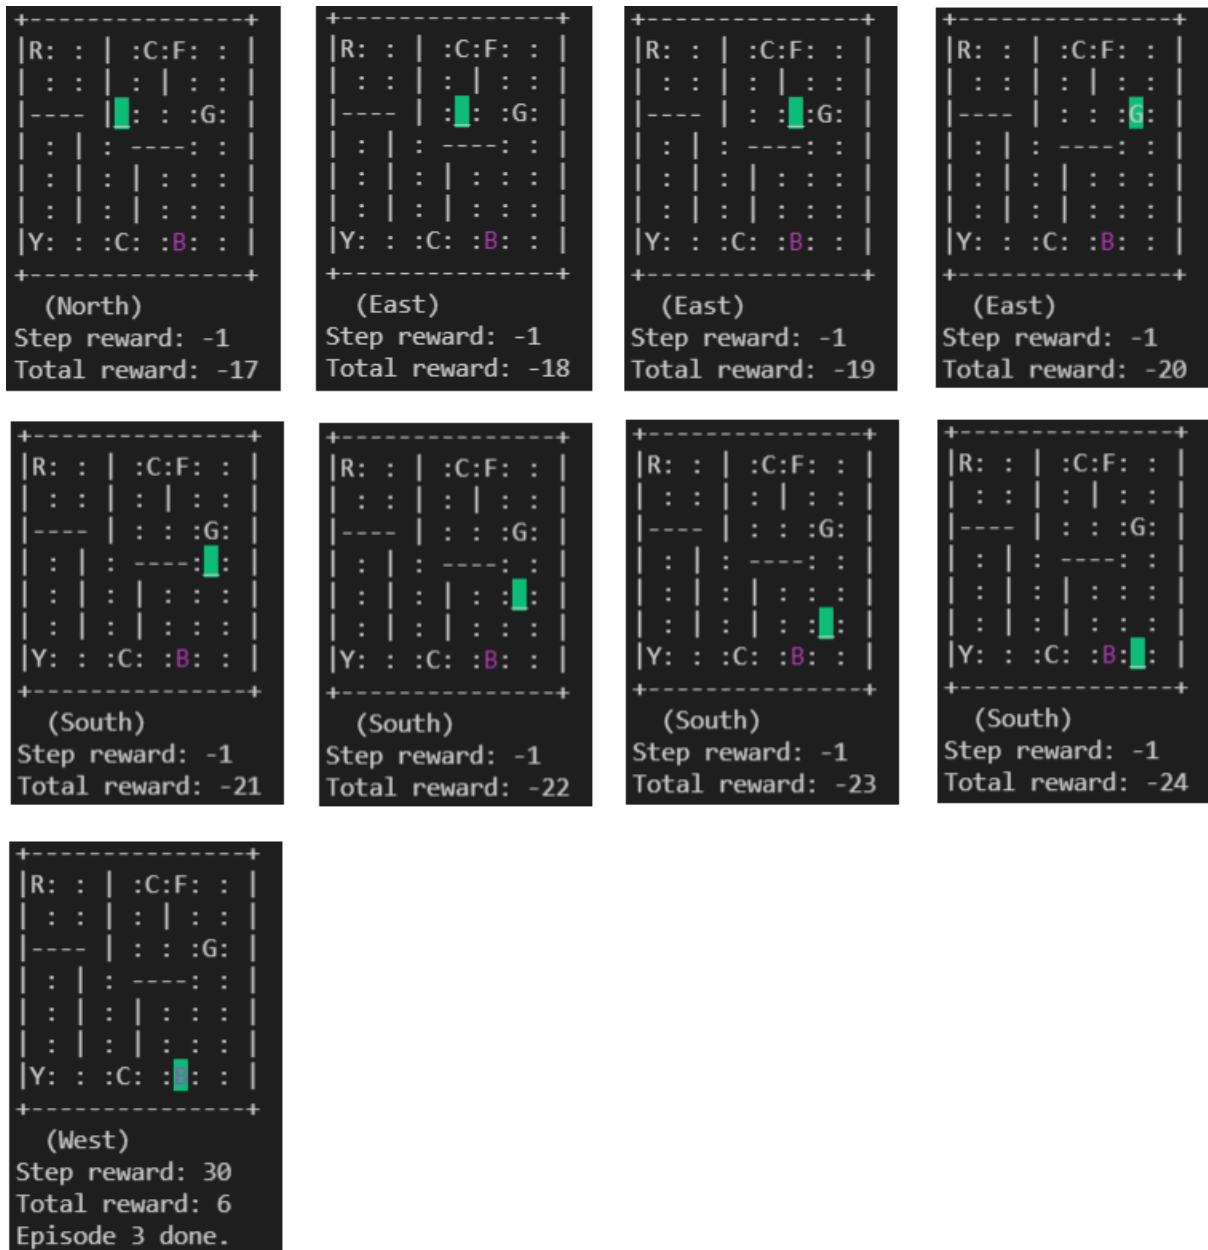 +---------------+
|R: : | :C:F: : |
| : : | : | : : |
|---- |_: : :G: |
| : | : ----: : |
| : | : | : : : |
| : | : | : : : |
|Y: : :C: :B: : |
+---------------+
(North)
Step reward: -1
Total reward: -17
+---------------+
|R: : | :C:F: : |
| : : | : | : : |
|---- | :_: :G: |
| : | : ----: : |
| : | : | : : : |
| : | : | : : : |
|Y: : :C: :B: : |
+---------------+
(East)
Step reward: -1
Total reward: -18
+---------------+
|R: : | :C:F: : |
| : : | : | : : |
|---- | : :_:G: |
| : | : ----: : |
| : | : | : : : |
| : | : | : : : |
|Y: : :C: :B: : |
+---------------+
(East)
Step reward: -1
Total reward: -19
+---------------+
|R: : | :C:F: : |
| : : | : | : : |
|---- | : : :G: |
| : | : ----: : |
| : | : | : : : |
| : | : | : : : |
|Y: : :C: :B: : |
+---------------+
(East)
Step reward: -1
Total reward: -20
+---------------+
|R: : | :C:F: : |
| : : | : | : : |
|---- | : : :G: |
| : | : ----:_: |
| : | : | : : : |
| : | : | : : : |
|Y: : :C: :B: : |
+---------------+
(South)
Step reward: -1
Total reward: -21
+---------------+
|R: : | :C:F: : |
| : : | : | : : |
|---- | : : :G: |
| : | : ----: : |
| : | : | : :_: |
| : | : | : : : |
|Y: : :C: :B: : |
+---------------+
(South)
Step reward: -1
Total reward: -22
+---------------+
|R: : | :C:F: : |
| : : | : | : : |
|---- | : : :G: |
| : | : ----: : |
| : | : | : : : |
| : | : | : :_: |
|Y: : :C: :B: : |
+---------------+
(South)
Step reward: -1
Total reward: -23
+---------------+
|R: : | :C:F: : |
| : : | : | : : |
|---- | : : :G: |
| : | : ----: : |
| : | : | : : : |
| : | : | : : : |
|Y: : :C: :B:_: |
+---------------+
(South)
Step reward: -1
Total reward: -24
+---------------+
|R: : | :C:F: : |
| : : | : | : : |
|---- | : : :G: |
| : | : ----: : |
| : | : | : : : |
| : | : | : : : |
|Y: : :C: :B: : |
+---------------+
(West)
Step reward: 30
Total reward: 6
Episode 3 done.